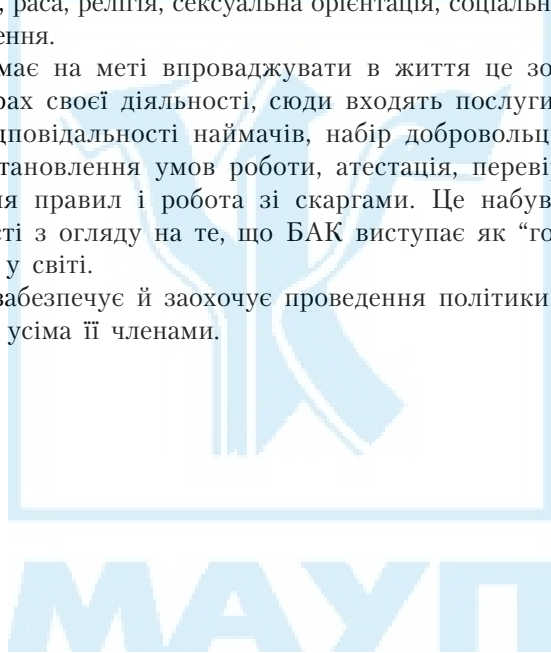 , раса, релігія, сексуальна орієнтація, соціальн
ення.
має на меті впроваджувати в життя це зо
рах своєї діяльності, сюди входять послуги
дповідальності наймачів, набір добровольц
тановлення умов роботи, атестація, переві
ня правил і робота зі скаргами. Це набув
сті з огляду на те, що БАК виступає як “го
у світі.
забезпечує й заохочує проведення політики
усіма її членами.
МАУП